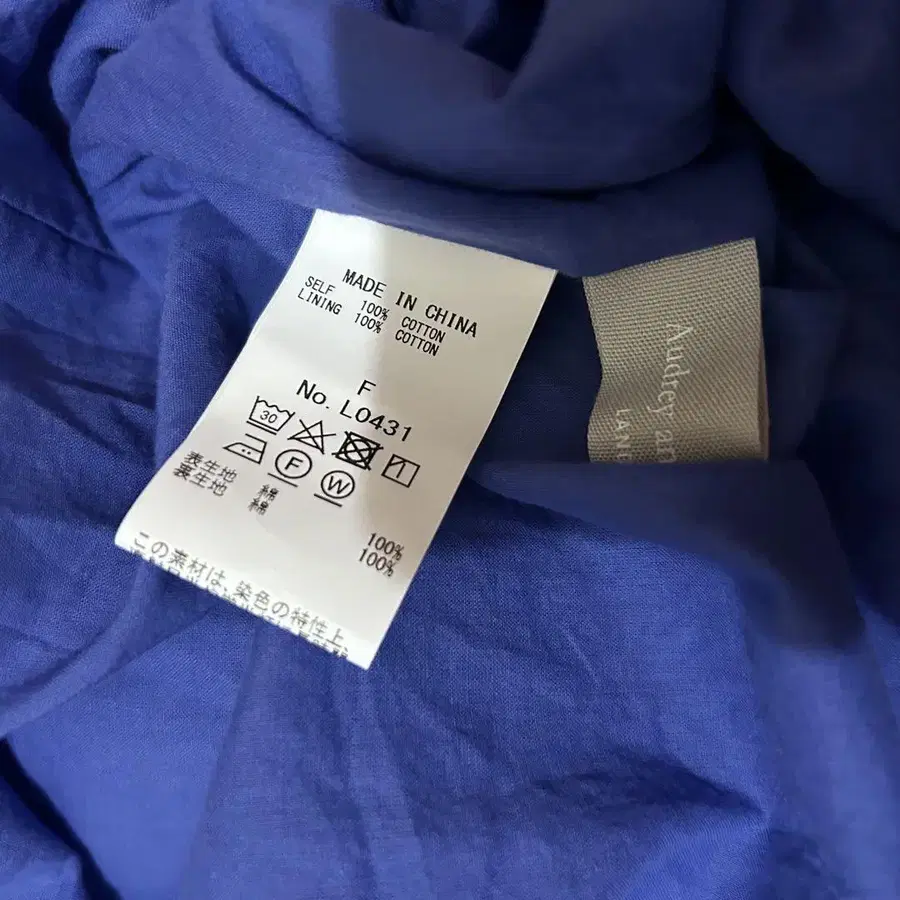 MADE IN CHINA
SELF 100% COTTON
LINING 100% COTTON
F
No. L0431
30
F
W
表生地 綿 100%
裏生地 綿 100%
この素材は、染色の特性上、
Audrey
LAN